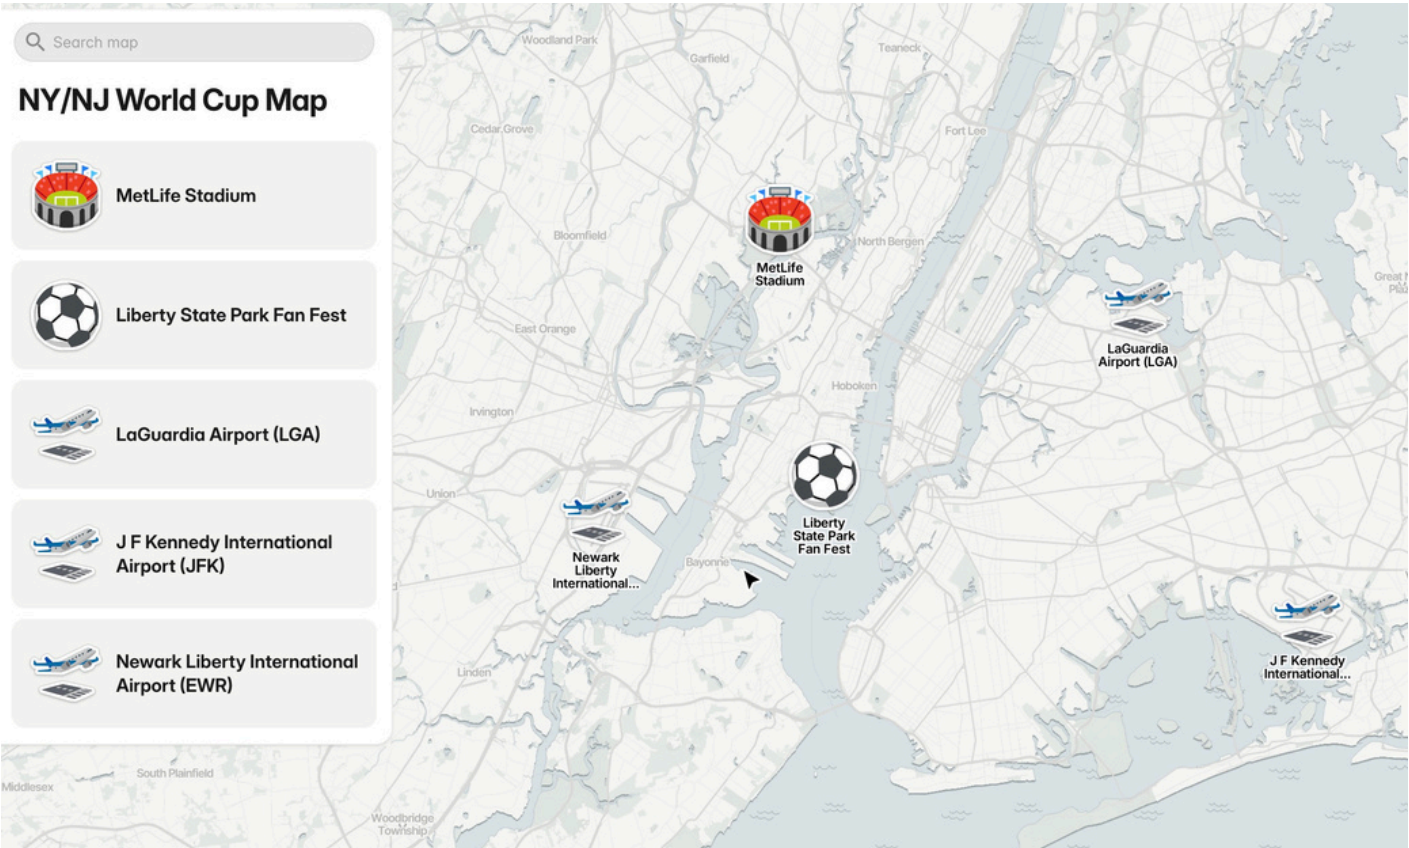 Search map
NY/NJ World Cup Map
MetLife Stadium
Liberty State Park Fan Fest
LaGuardia Airport (LGA)
J F Kennedy International
Airport (JFK)
Newark Liberty International
Airport (EWR)
Woodland Park
Garfield
Teaneck
Cedar Grove
Fort Lee
Bloomfield
North Bergen
MetLife
Stadium
Great
East Orange
LaGuardia
Airport (LGA)
Hoboken
Irvington
Union
Liberty
State Park
Fan Fest
Newark
Liberty
International...
Bayonne
Linden
J F Kennedy
International...
South Plainfield
Middlesex
Woodbridge
Township